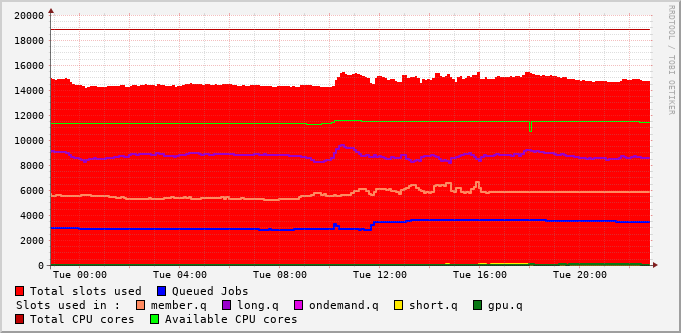 20000
18000
16000
14000
12000
10000
8000
6000
4000
2000
0
Tue 00:00 Tue 04:00 Tue 08:00 Tue 12:00 Tue 16:00 Tue 20:00
RRDTOOL / TOBI OETIKER
Total slots used Queued Jobs
Slots used in : member.q long.q ondemand.q short.q gpu.q
Total CPU cores Available CPU cores